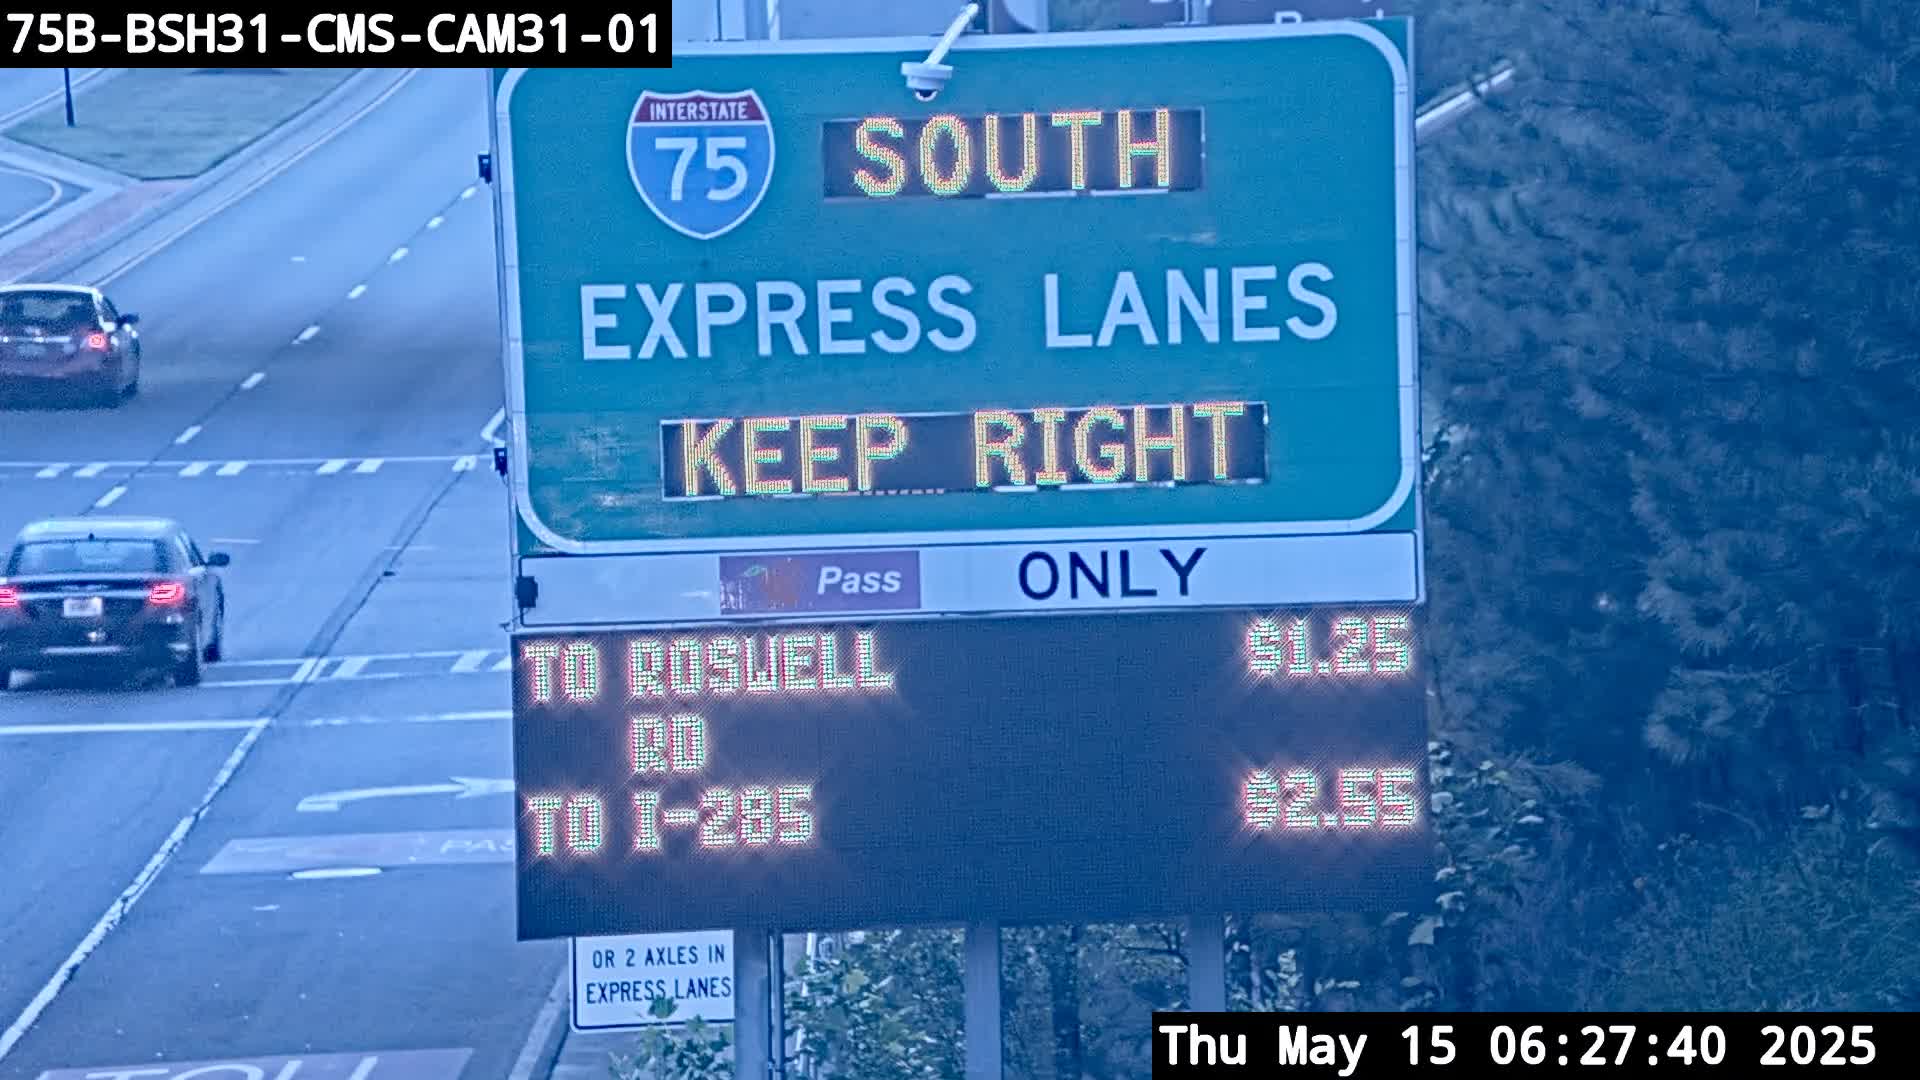 75B-BSH31-CMS-CAM31-01
INTERSTATE
75
SOUTH
EXPRESS LANES
KEEP RIGHT
Pass ONLY
TO ROSWELL $1.25
RD
TO I-285 $2.55
OR 2 AXLES IN
EXPRESS LANES
TOLL
Thu May 15 06:27:40 2025